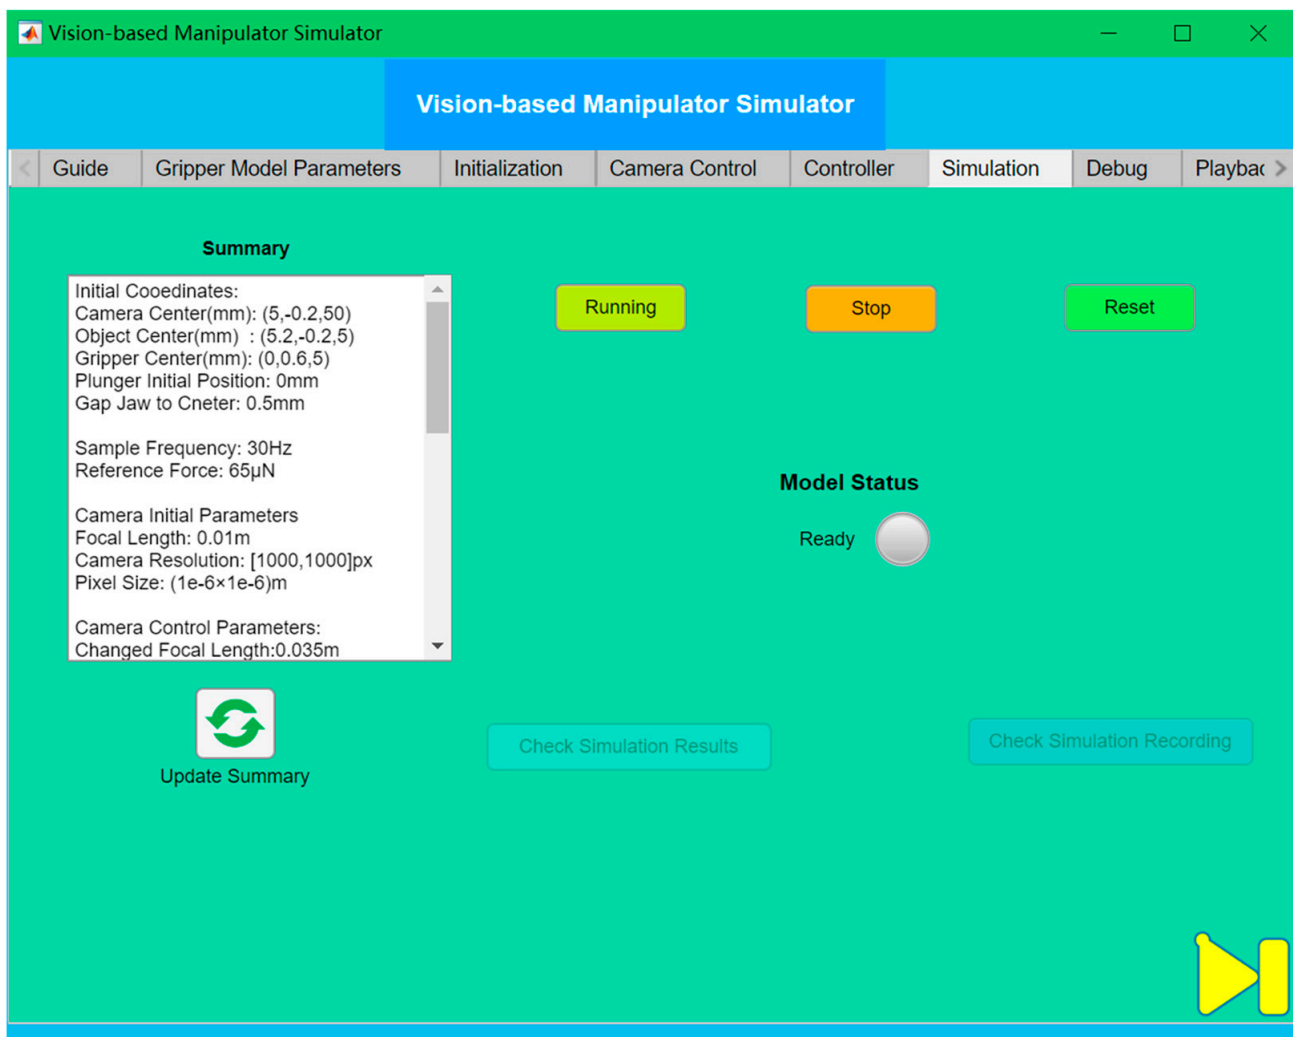 Vision-based Manipulator Simulator
Vision-based Manipulator Simulator
Guide Gripper Model Parameters Initialization Camera Control Controller Simulation Debug Playbac
Summary
Initial Cooedinates:
Camera Center(mm): (5,-0.2,50)
Object Center(mm) : (5.2,-0.2,5)
Gripper Center(mm): (0,0.6,5)
Plunger Initial Position: 0mm
Gap Jaw to Cneter: 0.5mm
Sample Frequency: 30Hz
Reference Force: 65µN
Camera Initial Parameters
Focal Length: 0.01m
Camera Resolution: [1000,1000]px
Pixel Size: (1e-6×1e-6)m
Camera Control Parameters:
Changed Focal Length:0.035m
Update Summary
Running Stop Reset
Model Status
Ready
Check Simulation Results Check Simulation Recording